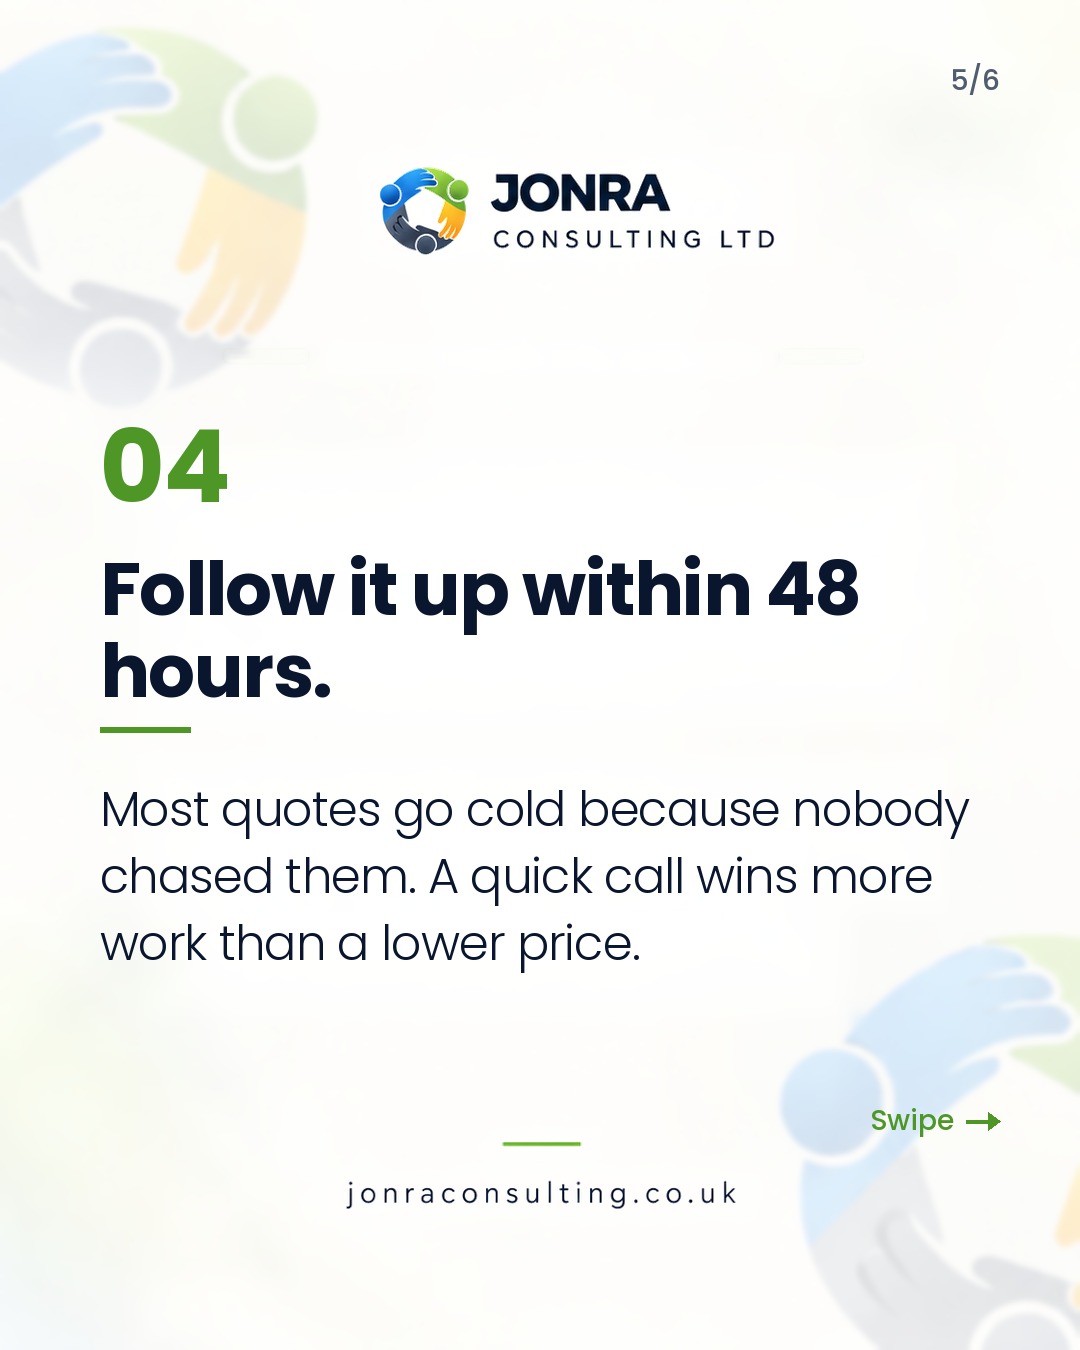 5/6
JONRA
CONSULTING LTD
04
Follow it up within 48
hours.
Most quotes go cold because nobody
chased them. A quick call wins more
work than a lower price.
Swipe →
jonraconsulting.co.uk